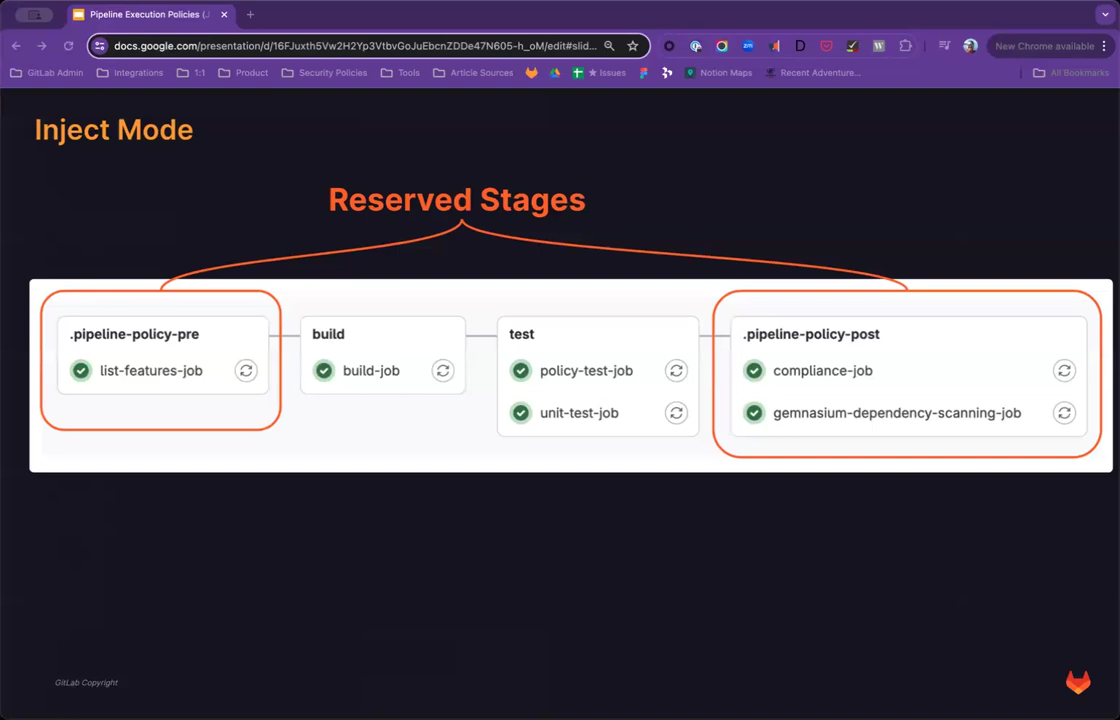 Pipeline Execution Policies (J
docs.google.com/presentation/d/16FJuxth5Vw2H2Yp3VtbvGoJuEbcnZDDe47N605-h_oM/edit#slid...
New Chrome available
GitLab Admin
Integrations
1:1
Product
Security Policies
Tools
Article Sources
★ Issues
Notion Maps
Recent Adventure...
All Bookmarks
Inject Mode
Reserved Stages
.pipeline-policy-pre
list-features-job
build
build-job
test
policy-test-job
unit-test-job
.pipeline-policy-post
compliance-job
gemnasium-dependency-scanning-job
GitLab Copyright